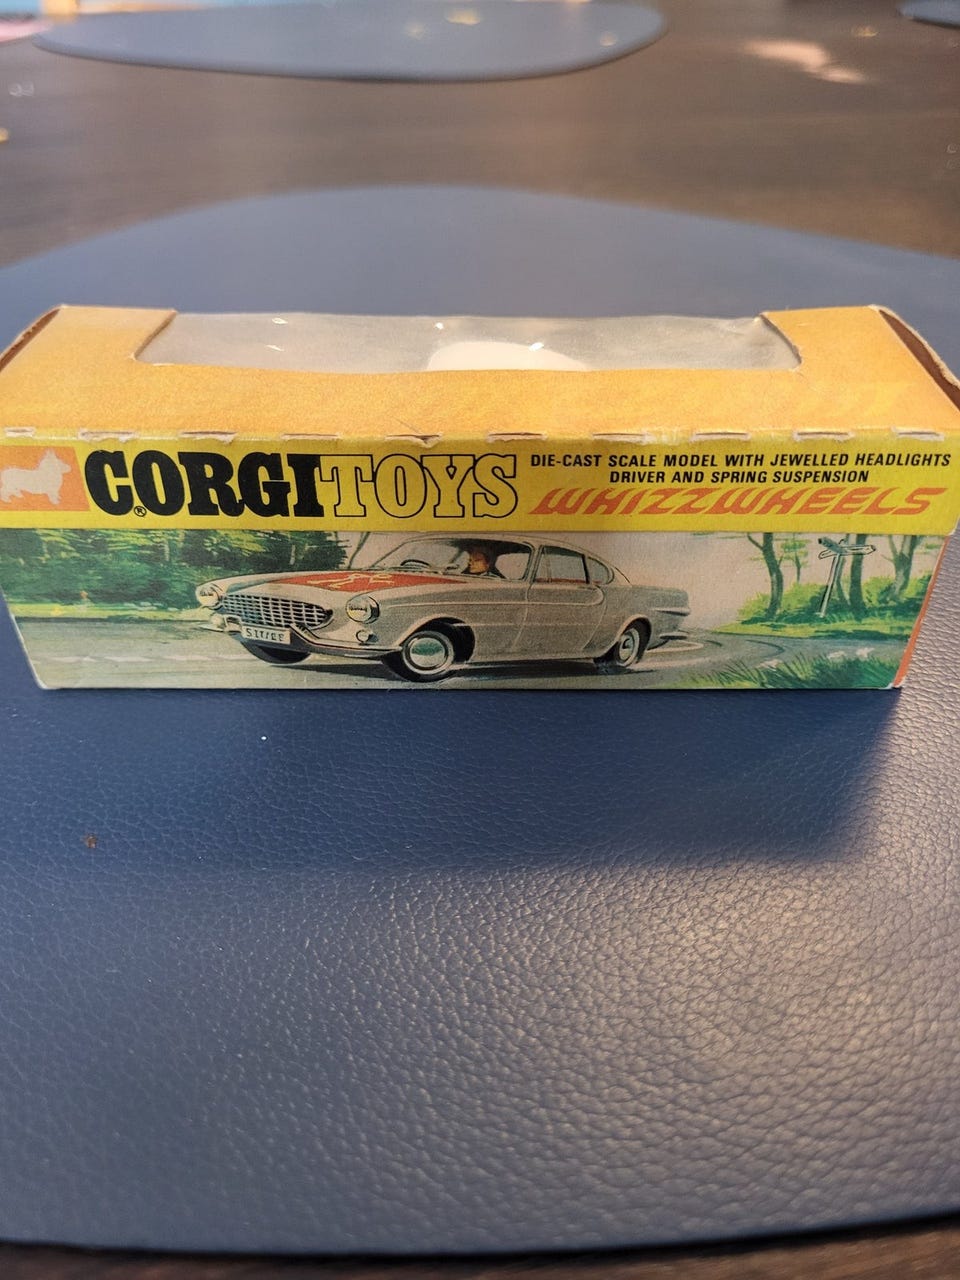 CORGI TOYS
®
DIE-CAST SCALE MODEL WITH JEWELLED HEADLIGHTS
DRIVER AND SPRING SUSPENSION
WHIZZWHEELS